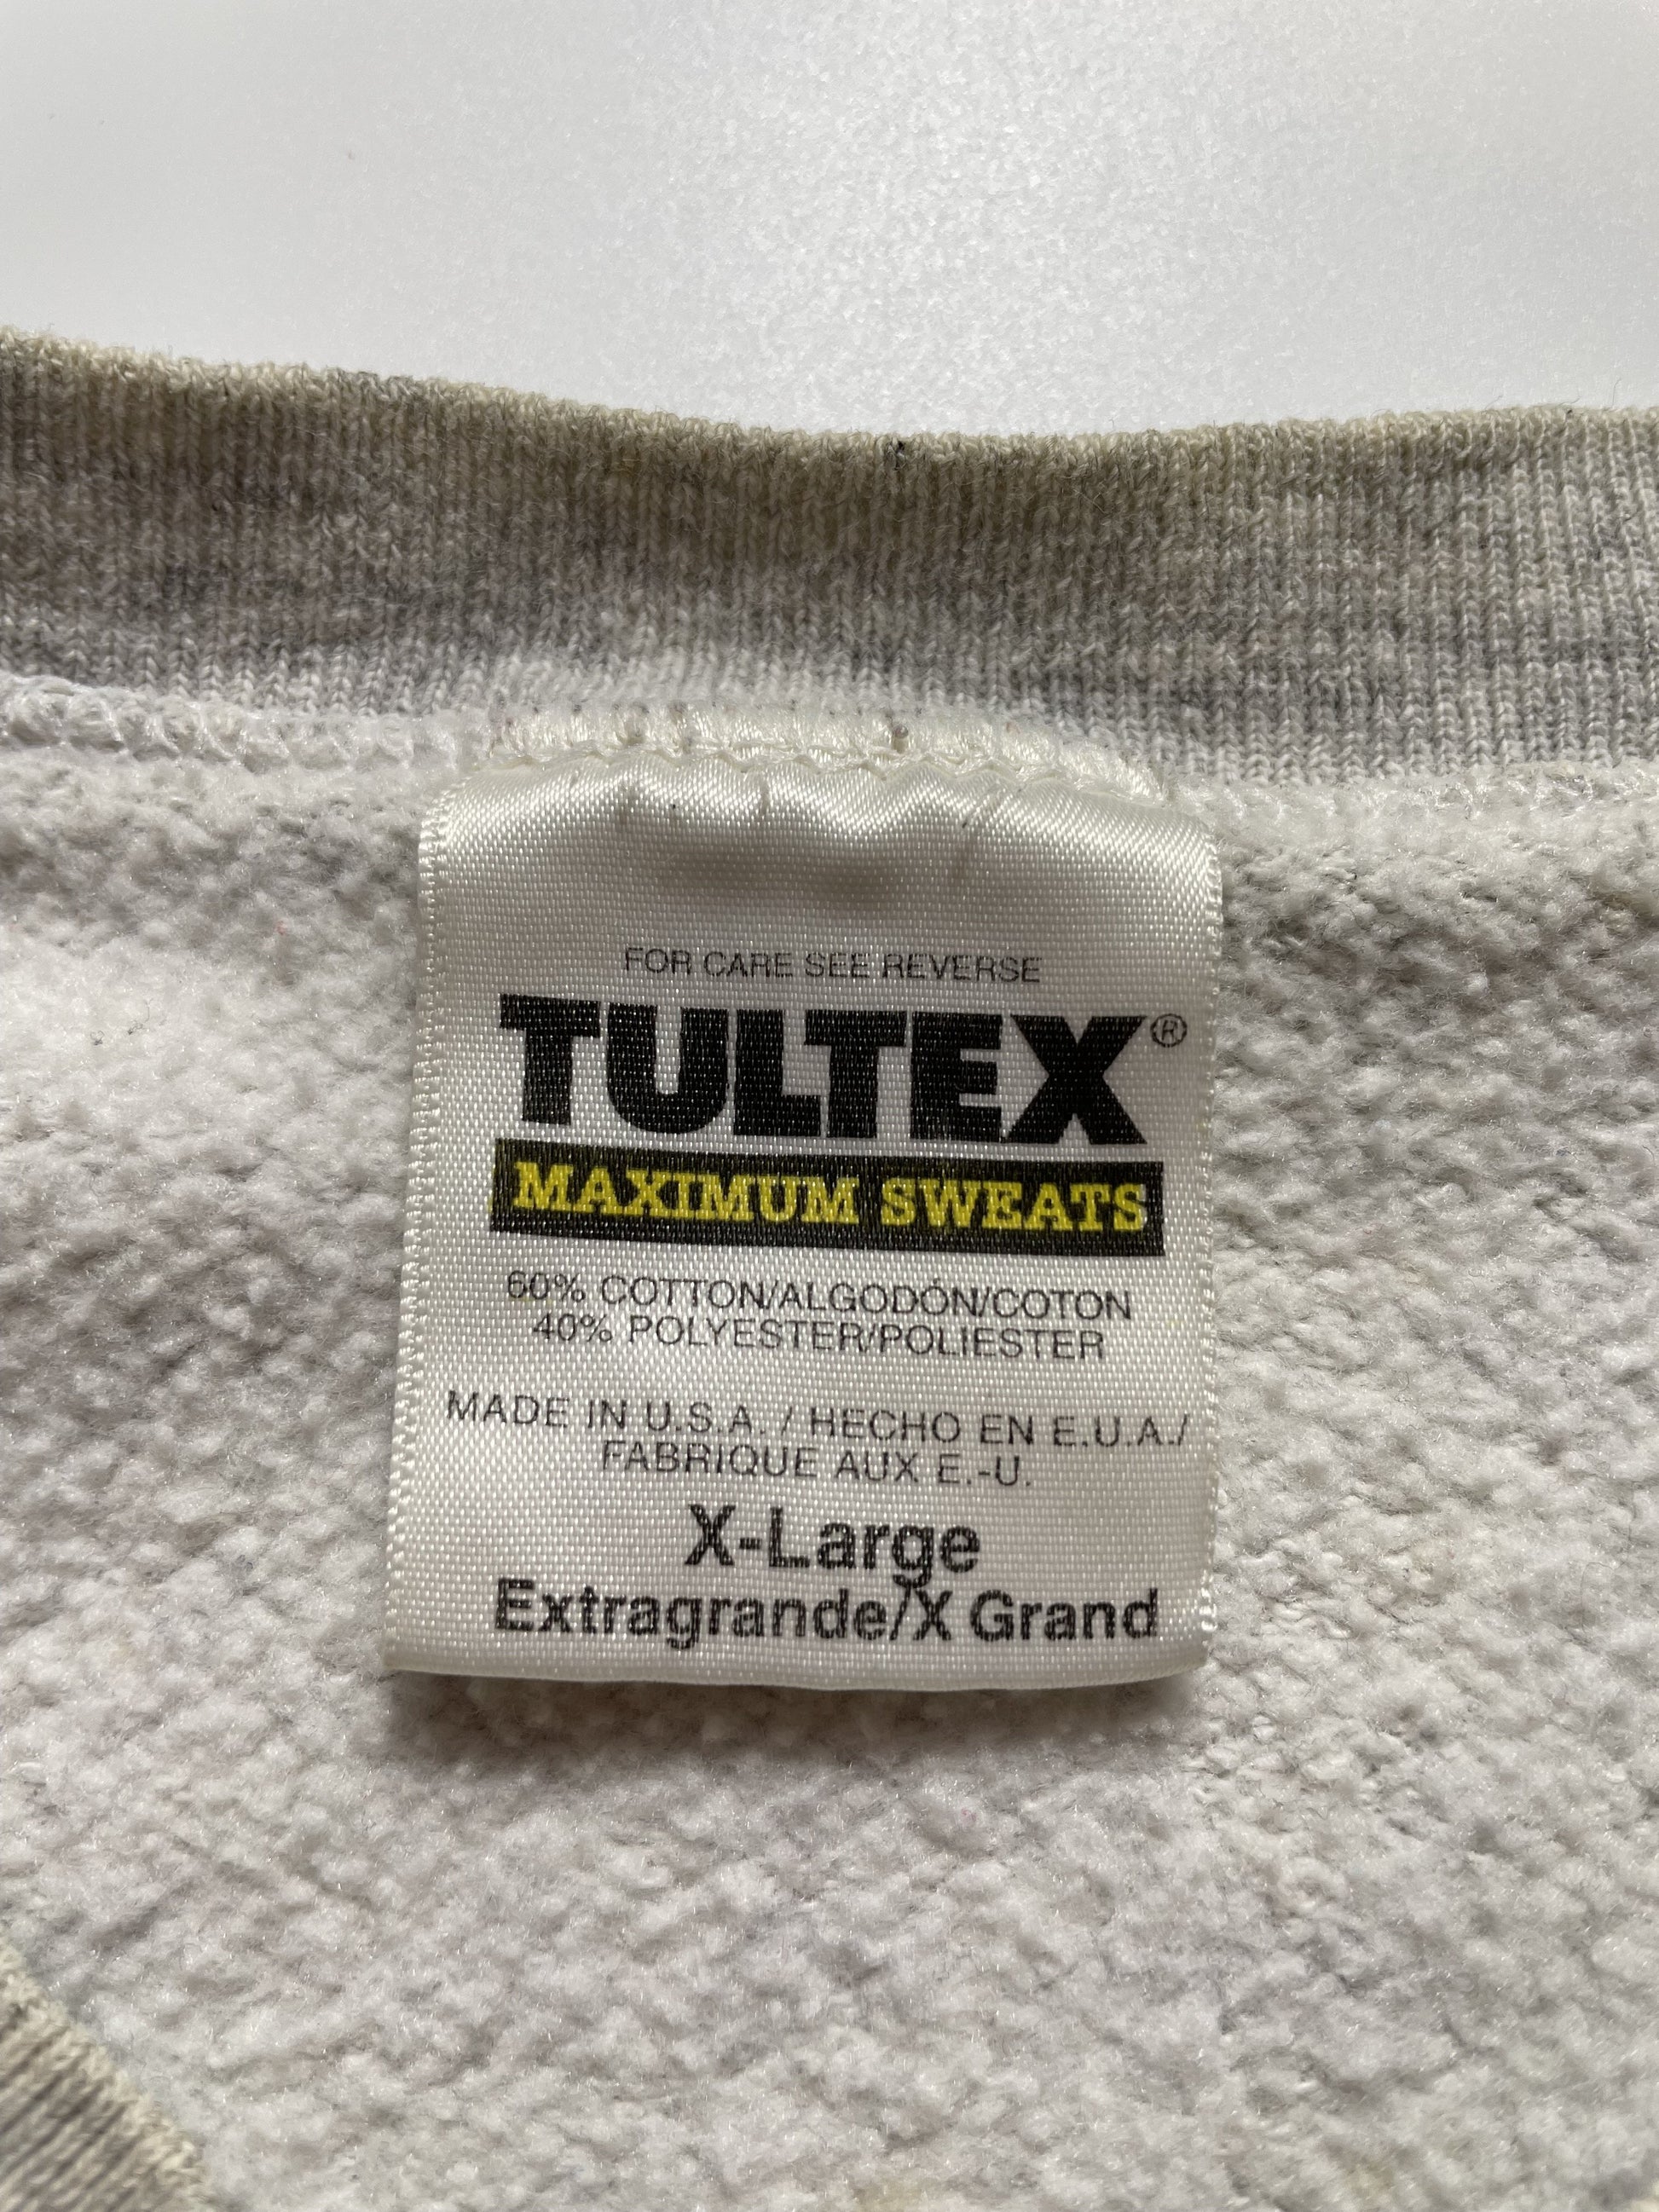 FOR CARE SEE REVERSE
TULTEX®
MAXIMUM SWEATS
60% COTTON/ALGODÓN/COTON
40% POLYESTER/POLIESTER
MADE IN U.S.A. / HECHO EN E.U.A./
FABRIQUE AUX E.-U.
X-Large
Extragrande/X Grand